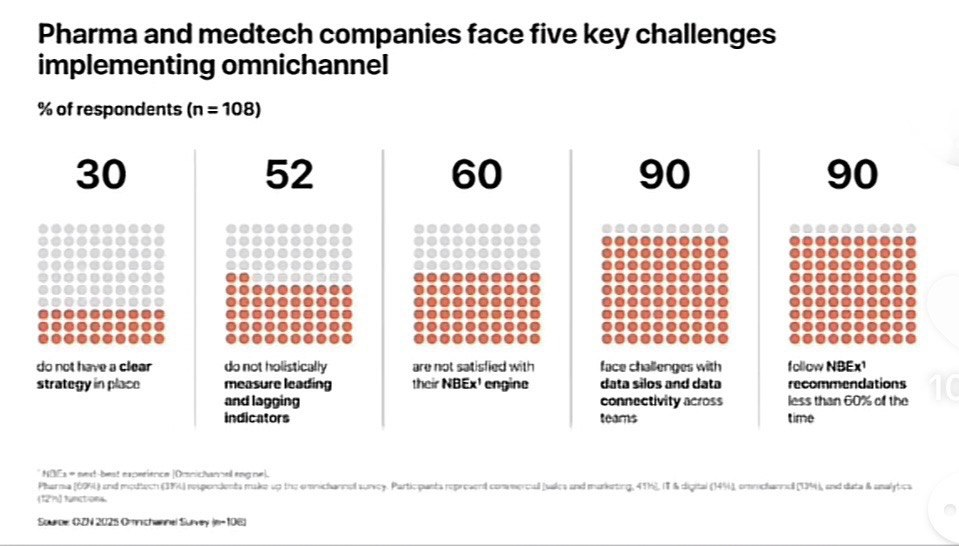 Pharma and medtech companies face five key challenges
implementing omnichannel
% of respondents (n = 108)
30
52
60
90
90
do not have a clear
strategy in place
do not holistically
measure leading
and lagging
indicators
are not satisfied with
their NBEx¹ engine
face challenges with
data silos and data
connectivity across
teams
follow NBEx¹
recommendations
less than 60% of the
time
10
¹ NBEx = next-best experience (Omnichannel engine).
Pharma (69%) and medtech (31%) respondents make up the omnichannel survey. Participants represent commercial (sales and marketing, 41%), IT & digital (14%), omnichannel (13%), and data & analytics
(12%) functions.
Source: 2025 Omnichannel Survey (n=108)